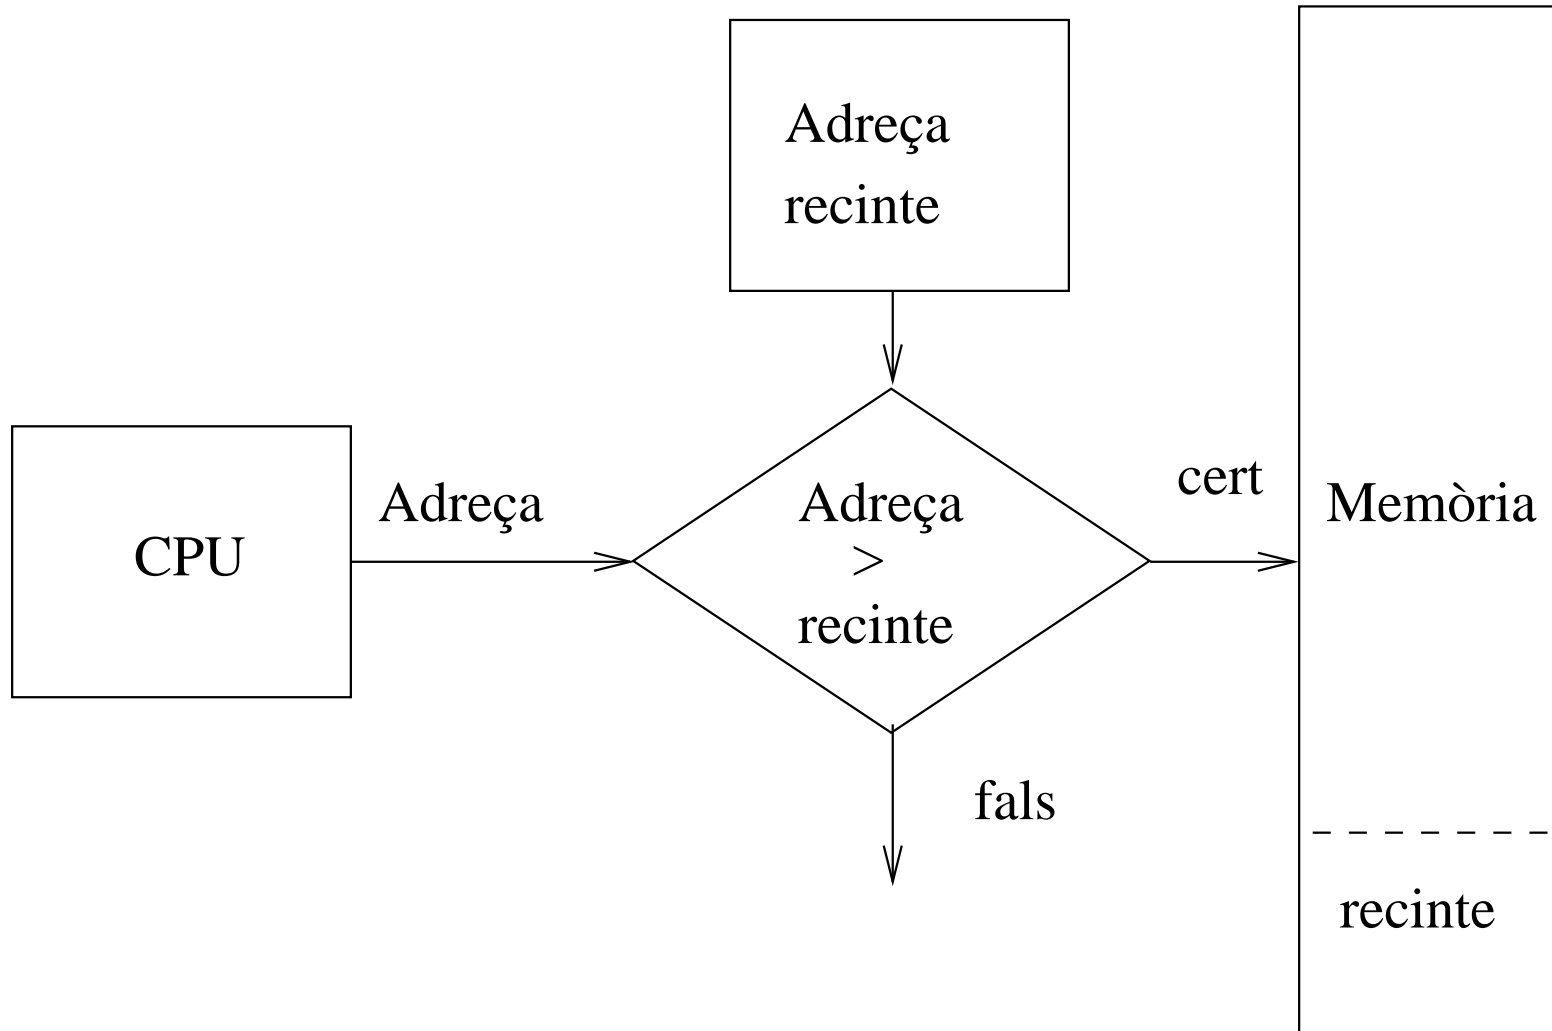 Adreça
recinte
CPU
Adreça
Adreça
>
recinte
cert
Memòria
fals
recinte